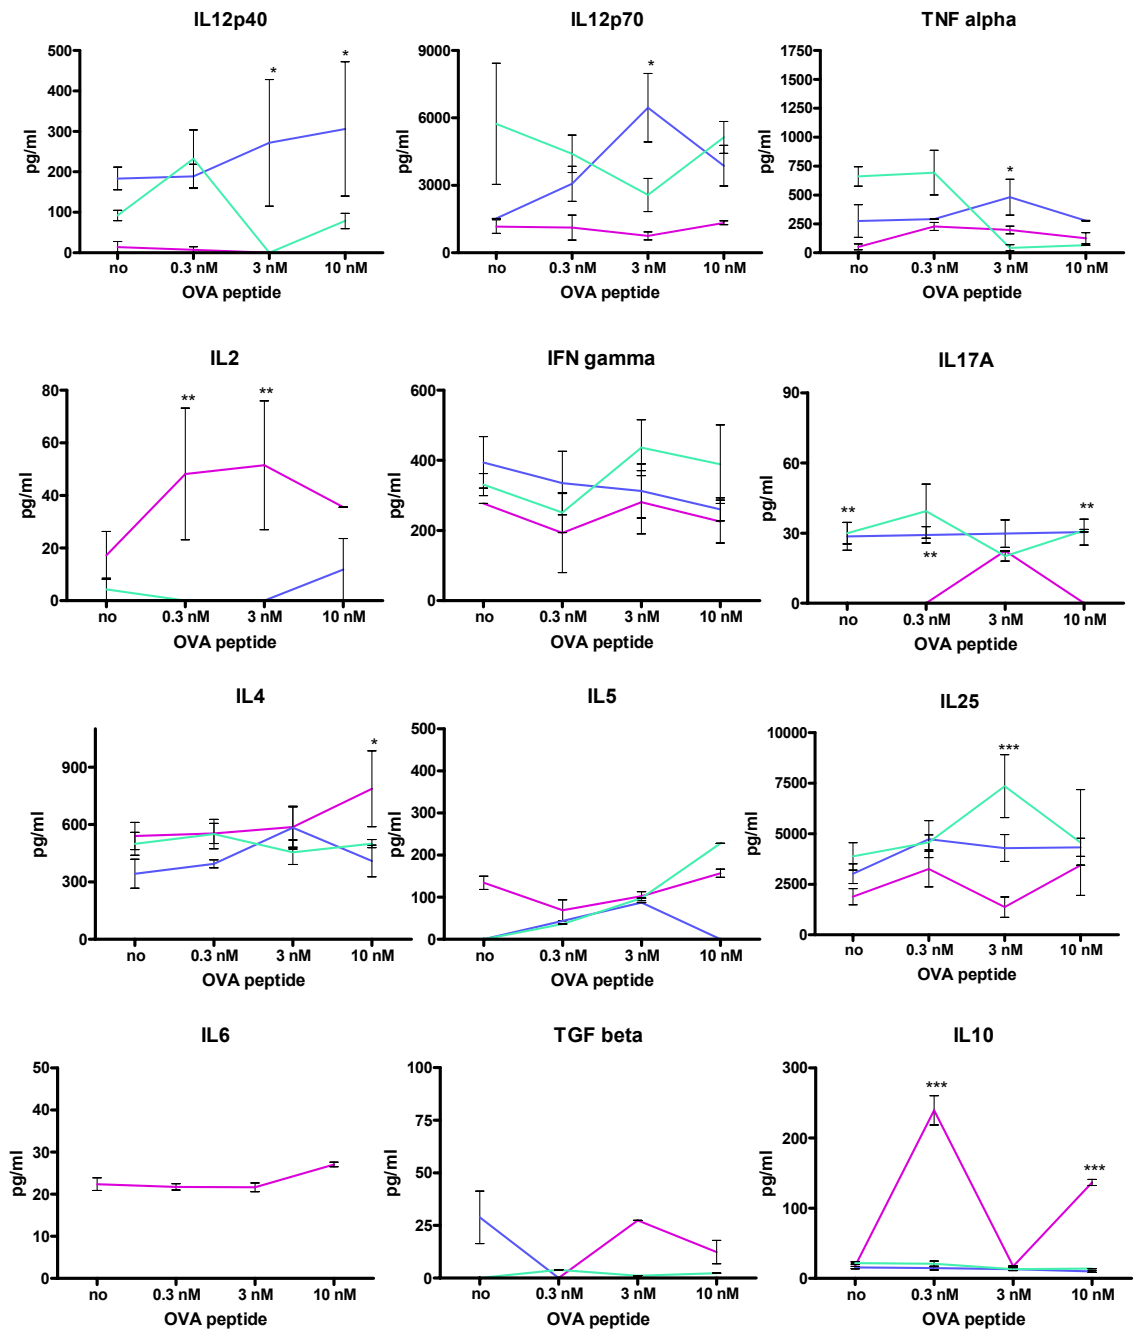 IL12p40
500
400
300
200
100
0
pg/ml
* *
no 0.3 nM 3 nM 10 nM
OVA peptide
IL12p70
9000
6000
3000
0
pg/ml
*
no 0.3 nM 3 nM 10 nM
OVA peptide
TNF alpha
1750
1500
1250
1000
750
500
250
0
pg/ml
*
no 0.3 nM 3 nM 10 nM
OVA peptide
IL2
80
60
40
20
0
pg/ml
** **
no 0.3 nM 3 nM 10 nM
OVA peptide
IFN gamma
600
400
200
0
pg/ml
no 0.3 nM 3 nM 10 nM
OVA peptide
IL17A
90
60
30
0
pg/ml
** ** **
no 0.3 nM 3 nM 10 nM
OVA peptide
IL4
900
600
300
0
pg/ml
*
no 0.3 nM 3 nM 10 nM
OVA peptide
IL5
500
400
300
200
100
0
pg/ml
no 0.3 nM 3 nM 10 nM
OVA peptide
IL25
10000
7500
5000
2500
0
pg/ml
***
no 0.3 nM 3 nM 10 nM
OVA peptide
IL6
50
40
30
20
10
0
pg/ml
no 0.3 nM 3 nM 10 nM
OVA peptide
TGF beta
100
75
50
25
0
pg/ml
no 0.3 nM 3 nM 10 nM
OVA peptide
IL10
300
200
100
0
pg/ml
*** ***
no 0.3 nM 3 nM 10 nM
OVA peptide